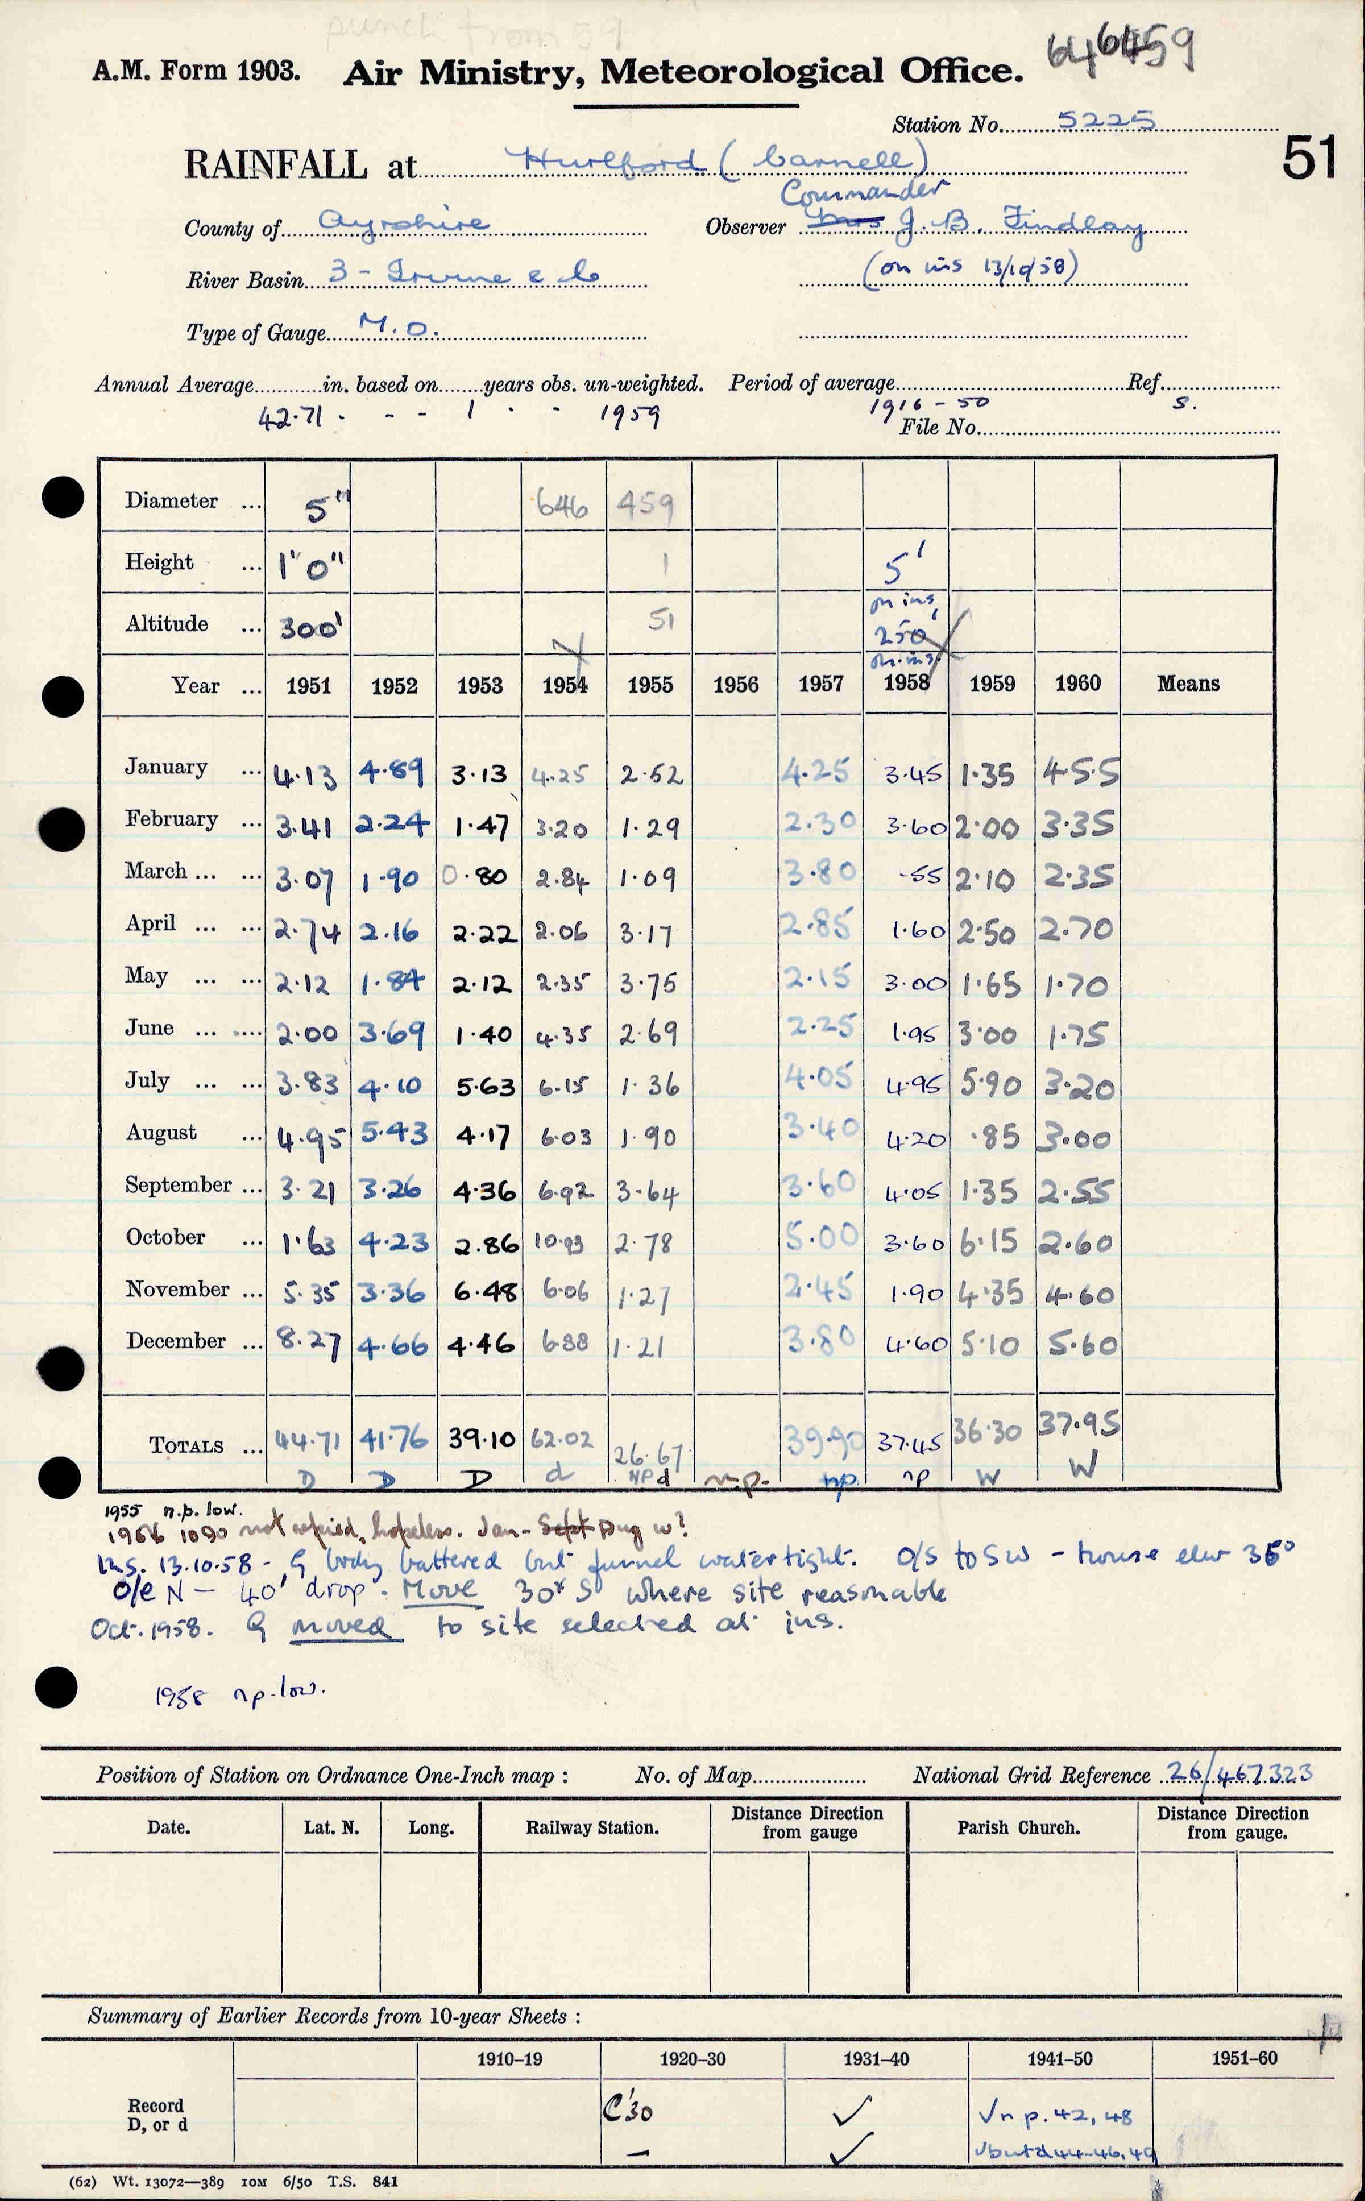 punch from 59
646459
A.M. Form 1903. Air Ministry, Meteorological Office.
Station No. 5225
51
RAINFALL at Hurlford (Carnell)
Commander
County of Ayrshire Observer Mrs J. B. Findlay
River Basin 3 - Irvine & Co (on ins 13/10/58)
Type of Gauge M.O.
Annual Average in. based on years obs. un-weighted. Period of average Ref.
42.71 . - - 1 . . 1959 1916-50 S.
File No.
Diameter ... 5" 646 459
Height ... 1' 0" 1 5'
on ins
Altitude ... 300' 51 250'
on ins
Year ... 1951 1952 1953 1954 1955 1956 1957 1958 1959 1960 Means
January ... 4.13 4.89 3.13 4.25 2.52 4.25 3.45 1.35 4.55
February ... 3.41 2.24 1.47 3.20 1.29 2.30 3.60 2.00 3.35
March ... ... 3.07 1.90 0.80 2.84 1.09 3.80 .55 2.10 2.35
April ... ... 2.74 2.16 2.22 2.06 3.17 2.85 1.60 2.50 2.70
May ... ... 2.12 1.84 2.12 2.35 3.75 2.15 3.00 1.65 1.70
June ... ... 2.00 3.69 1.40 4.35 2.69 2.25 1.95 3.00 1.75
July ... ... 3.83 4.10 5.63 6.15 1.36 4.05 4.95 5.90 3.20
August ... 4.95 5.43 4.17 6.03 1.90 3.40 4.20 .85 3.00
September ... 3.21 3.26 4.36 6.92 3.64 3.60 4.05 1.35 2.55
October ... 1.63 4.23 2.86 10.93 2.78 5.00 3.60 6.15 2.60
November ... 5.35 3.36 6.48 6.06 1.27 2.45 1.90 4.35 4.60
December ... 8.27 4.66 4.46 6.88 1.21 3.80 4.60 5.10 5.60
TOTALS ... 44.71 41.76 39.10 62.02 26.67 39.90 37.45 36.30 37.95
D D D d NP d n.p. np. np W W
1955 n.p. low.
1956 not copied, hopeless. Jan - Sept Aug w?
Ins. 13.10.58 - G body battered but funnel watertight. O/S to SW - house elev 35°
O/e N - 40' drop. Move 30x S where site reasonable
Oct. 1958. G moved to site selected at ins.
1958 np. low.
Position of Station on Ordnance One-Inch map : No. of Map National Grid Reference 26/467323
Date. Lat. N. Long. Railway Station. Distance Direction from gauge Parish Church. Distance Direction from gauge.
Summary of Earlier Records from 10-year Sheets :
1910–19 1920–30 1931–40 1941–50 1951–60
Record C'30 ✓ √ n p. 42, 48
D, or d — ✓ √ but d 44-46, 49
(62) Wt. 13072—389 10M 6/50 T.S. 841